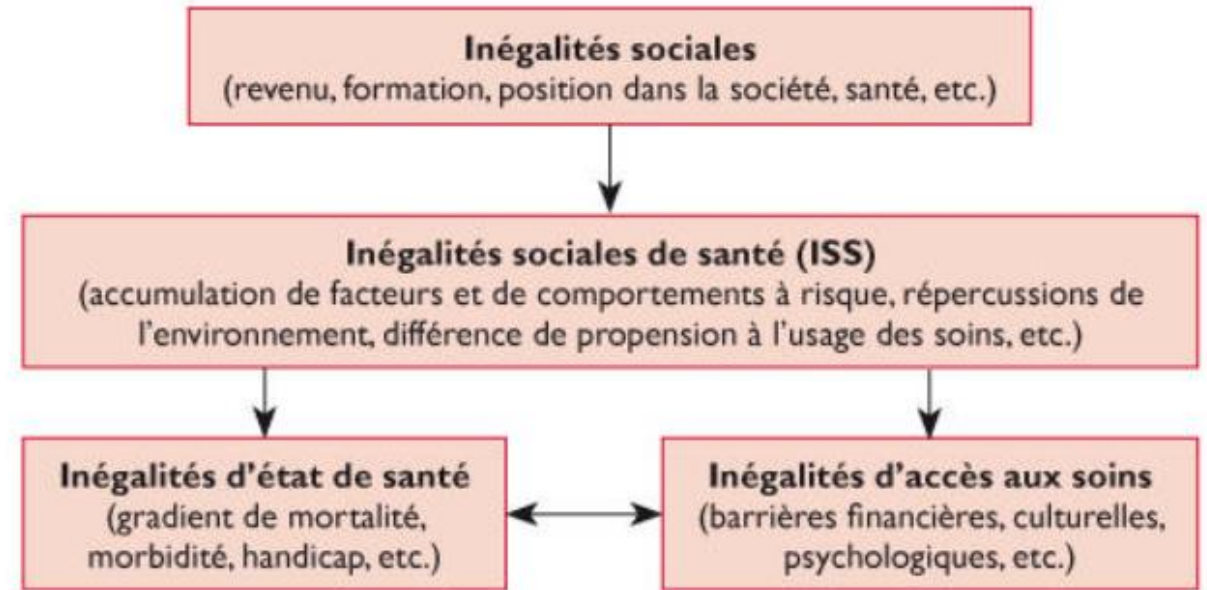 Inégalités sociales
(revenu, formation, position dans la société, santé, etc.)
Inégalités sociales de santé (ISS)
(accumulation de facteurs et de comportements à risque, répercussions de
l'environnement, différence de propension à l'usage des soins, etc.)
Inégalités d'état de santé
(gradient de mortalité,
morbidité, handicap, etc.)
Inégalités d'accès aux soins
(barrières financières, culturelles,
psychologiques, etc.)